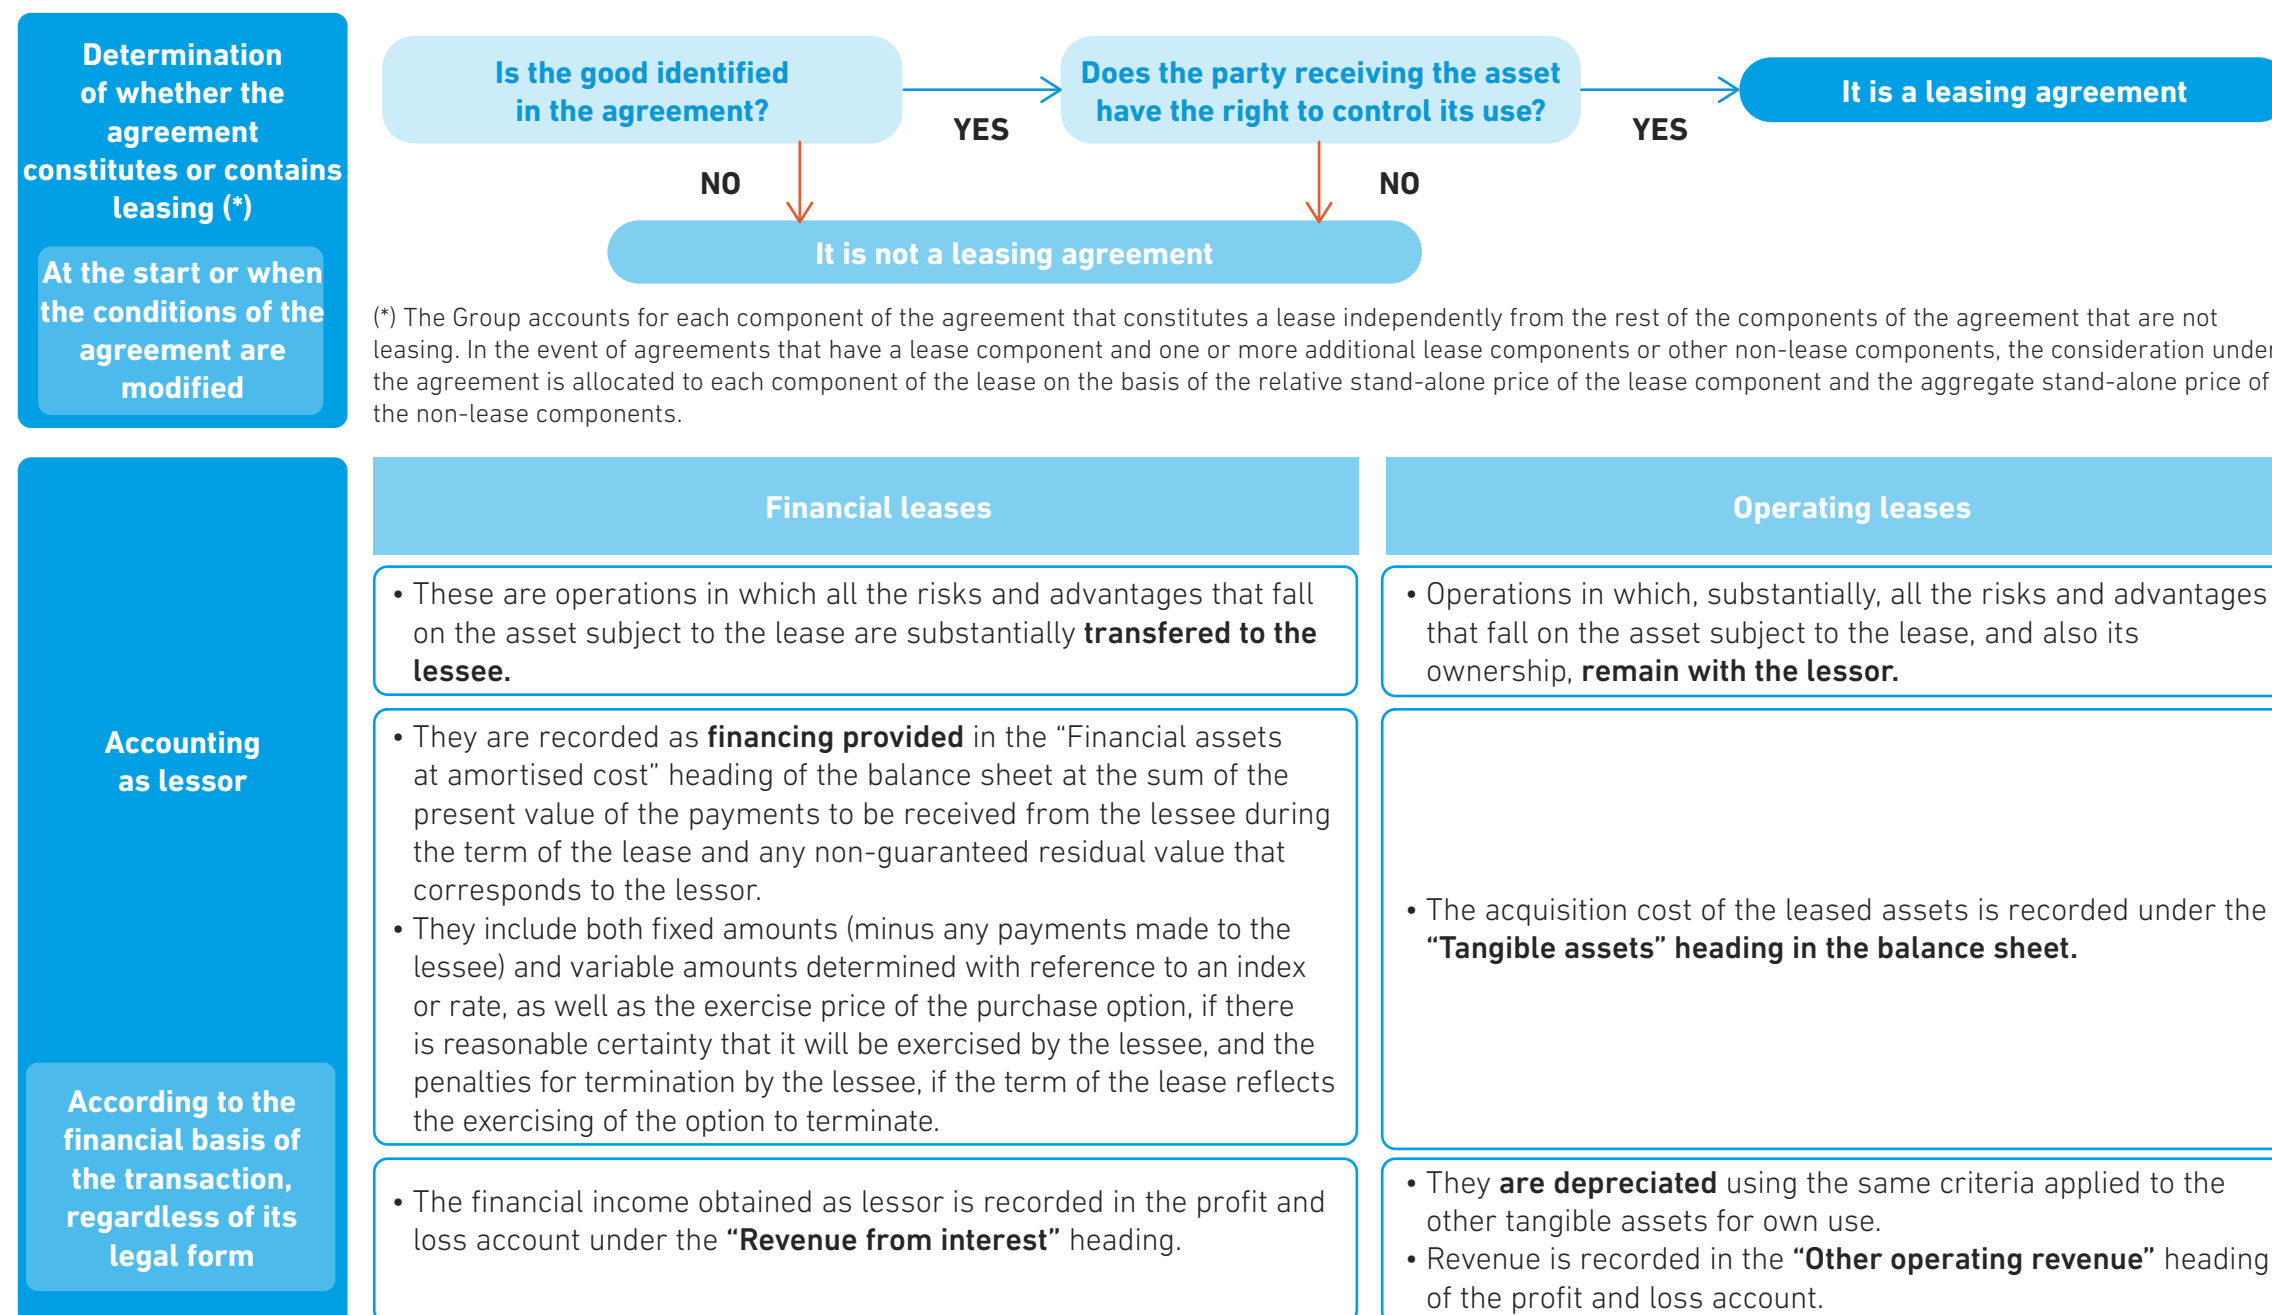 Determination
of whether the
agreement
constitutes or contains
leasing (*)
At the start or when
the conditions of the
agreement are
modified
Is the good identified
in the agreement?
YES
Does the party receiving the asset
have the right to control its use?
YES
It is a leasing agreement
NO
NO
It is not a leasing agreement
(*) The Group accounts for each component of the agreement that constitutes a lease independently from the rest of the components of the agreement that are not
leasing. In the event of agreements that have a lease component and one or more additional lease components or other non-lease components, the consideration under
the agreement is allocated to each component of the lease on the basis of the relative stand-alone price of the lease component and the aggregate stand-alone price of
the non-lease components.
Accounting
as lessor
According to the
financial basis of
the transaction,
regardless of its
legal form
Financial leases
• These are operations in which all the risks and advantages that fall
on the asset subject to the lease are substantially transfered to the
lessee.
• They are recorded as financing provided in the “Financial assets
at amortised cost” heading of the balance sheet at the sum of the
present value of the payments to be received from the lessee during
the term of the lease and any non-guaranteed residual value that
corresponds to the lessor.
• They include both fixed amounts (minus any payments made to the
lessee) and variable amounts determined with reference to an index
or rate, as well as the exercise price of the purchase option, if there
is reasonable certainty that it will be exercised by the lessee, and the
penalties for termination by the lessee, if the term of the lease reflects
the exercising of the option to terminate.
• The financial income obtained as lessor is recorded in the profit and
loss account under the “Revenue from interest” heading.
Operating leases
• Operations in which, substantially, all the risks and advantages
that fall on the asset subject to the lease, and also its
ownership, remain with the lessor.
• The acquisition cost of the leased assets is recorded under the
“Tangible assets” heading in the balance sheet.
• They are depreciated using the same criteria applied to the
other tangible assets for own use.
• Revenue is recorded in the “Other operating revenue” heading
of the profit and loss account.